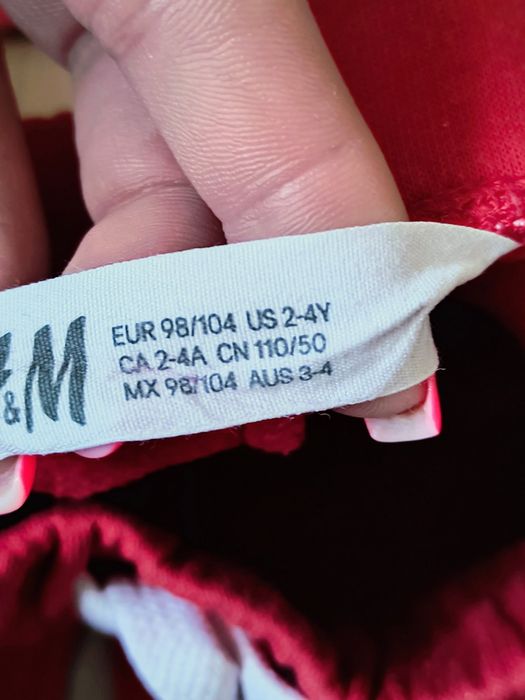 H&M
EUR 98/104 US 2-4Y
CA 2-4A CN 110/50
MX 98/104 AUS 3-4